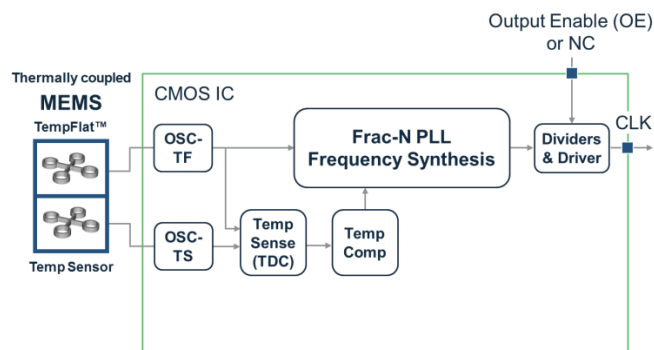 Output Enable (OE)
or NC
Thermally coupled
MEMS
TempFlat™
CMOS IC
CLK
OSC-
TF
Frac-N PLL
Frequency Synthesis
Dividers
& Driver
OSC-
TS
Temp
Sense
(TDC)
Temp
Comp
Temp Sensor